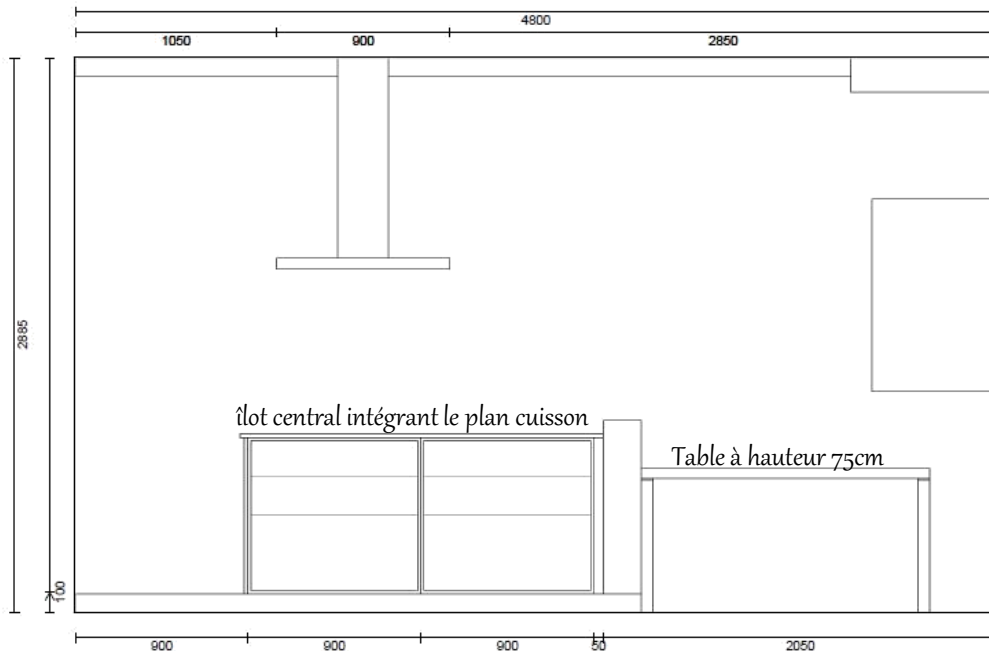 4800
1050 900 2850
2885
îlot central intégrant le plan cuisson
Table à hauteur 75cm
100
900 900 900 50 2050